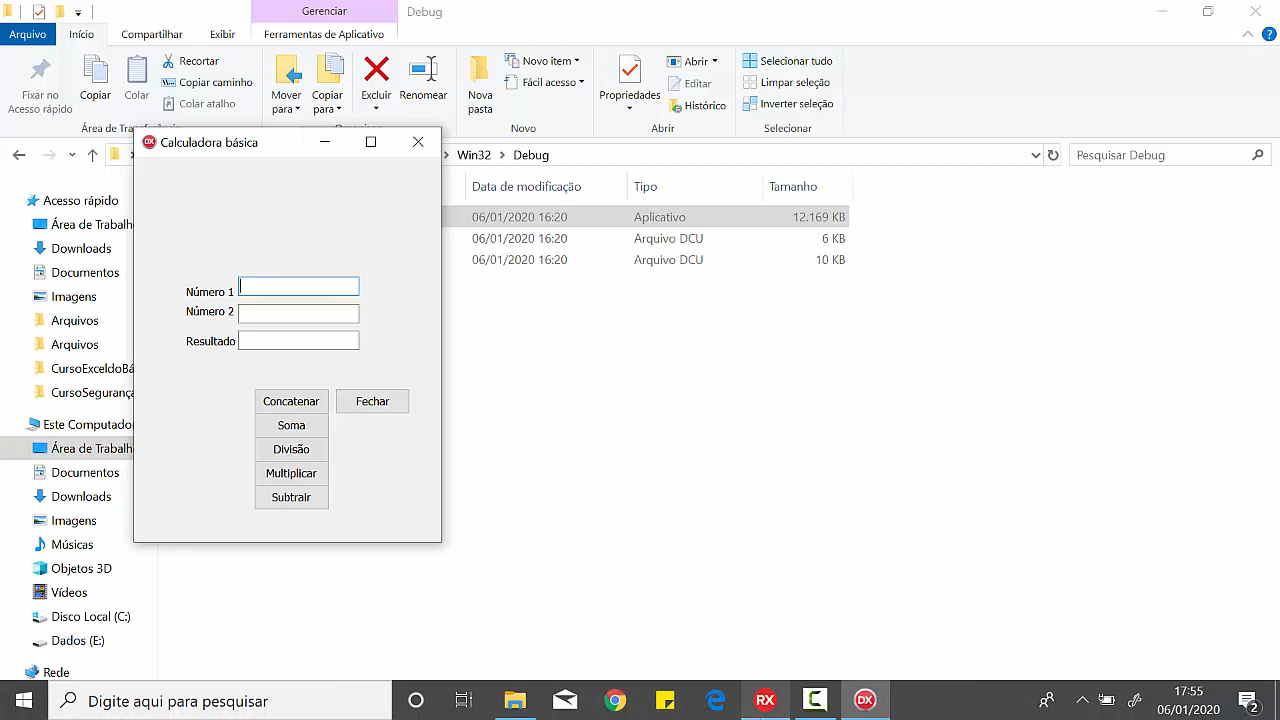 Gerenciar
Debug
Arquivo
Início
Compartilhar
Exibir
Ferramentas de Aplicativo
?
Fixar no
Acesso rápido
Copiar
Colar
Recortar
Copiar caminho
Colar atalho
Mover
para
Copiar
para
Excluir
Renomear
Nova
pasta
Novo item
Fácil acesso
Propriedades
Abrir
Editar
Histórico
Selecionar tudo
Limpar seleção
Inverter seleção
Novo
Abrir
Selecionar
DX Calculadora básica
Win32
Debug
Pesquisar Debug
Data de modificação
Tipo
Tamanho
06/01/2020 16:20
Aplicativo
12.169 KB
06/01/2020 16:20
Arquivo DCU
6 KB
06/01/2020 16:20
Arquivo DCU
10 KB
Acesso rápido
Área de Trabalh
Downloads
Documentos
Imagens
Arquivos
Arquivos
CursoExceldoBá
CursoSegurança
Este Computado
Área de Trabalh
Documentos
Downloads
Imagens
Músicas
Objetos 3D
Vídeos
Disco Local (C:)
Dados (E:)
Rede
Número 1
Número 2
Resultado
Concatenar
Fechar
Soma
Divisão
Multiplicar
Subtrair
Digite aqui para pesquisar
RX
DX
17:55
06/01/2020
2